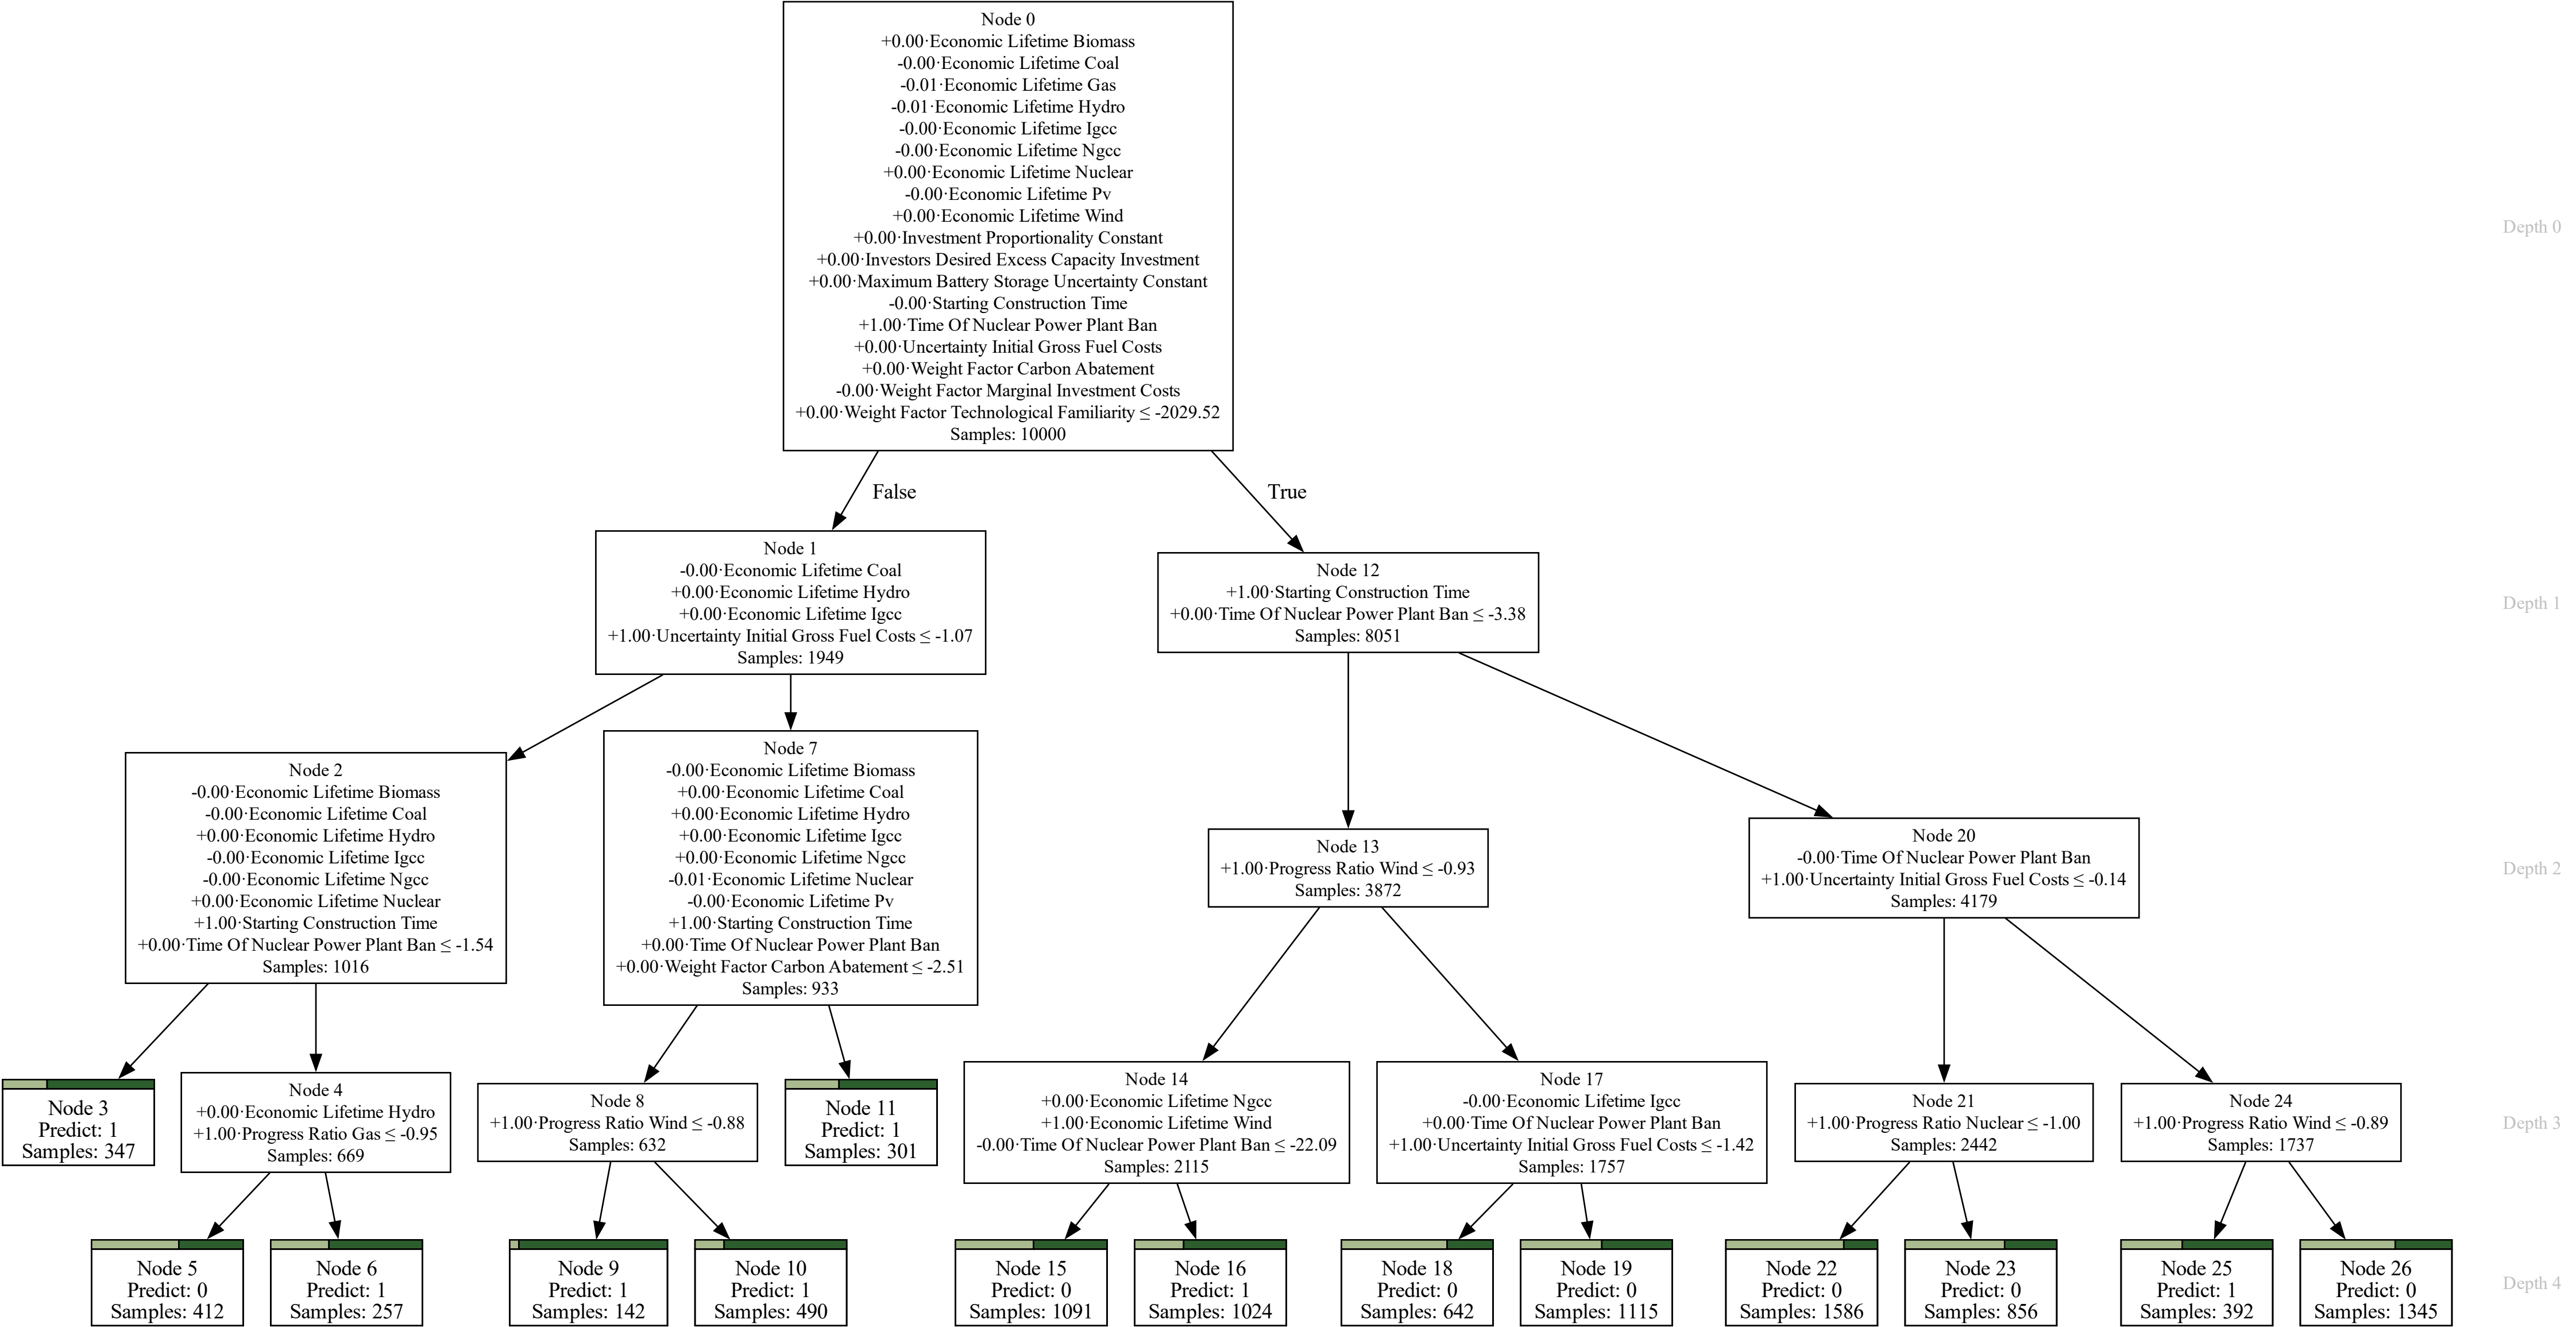 Node 0
+0.00·Economic Lifetime Biomass
-0.00·Economic Lifetime Coal
-0.01·Economic Lifetime Gas
-0.01·Economic Lifetime Hydro
-0.00·Economic Lifetime Igcc
-0.00·Economic Lifetime Ngcc
+0.00·Economic Lifetime Nuclear
-0.00·Economic Lifetime Pv
+0.00·Economic Lifetime Wind
+0.00·Investment Proportionality Constant
+0.00·Investors Desired Excess Capacity Investment
+0.00·Maximum Battery Storage Uncertainty Constant
-0.00·Starting Construction Time
+1.00·Time Of Nuclear Power Plant Ban
+0.00·Uncertainty Initial Gross Fuel Costs
+0.00·Weight Factor Carbon Abatement
-0.00·Weight Factor Marginal Investment Costs
+0.00·Weight Factor Technological Familiarity ≤ -2029.52
Samples: 10000
Depth 0
False
True
Node 1
-0.00·Economic Lifetime Coal
+0.00·Economic Lifetime Hydro
+0.00·Economic Lifetime Igcc
+1.00·Uncertainty Initial Gross Fuel Costs ≤ -1.07
Samples: 1949
Node 12
+1.00·Starting Construction Time
+0.00·Time Of Nuclear Power Plant Ban ≤ -3.38
Samples: 8051
Depth 1
Node 2
-0.00·Economic Lifetime Biomass
-0.00·Economic Lifetime Coal
+0.00·Economic Lifetime Hydro
-0.00·Economic Lifetime Igcc
-0.00·Economic Lifetime Ngcc
+0.00·Economic Lifetime Nuclear
+1.00·Starting Construction Time
+0.00·Time Of Nuclear Power Plant Ban ≤ -1.54
Samples: 1016
Node 7
-0.00·Economic Lifetime Biomass
+0.00·Economic Lifetime Coal
+0.00·Economic Lifetime Hydro
+0.00·Economic Lifetime Igcc
+0.00·Economic Lifetime Ngcc
-0.01·Economic Lifetime Nuclear
-0.00·Economic Lifetime Pv
+1.00·Starting Construction Time
+0.00·Time Of Nuclear Power Plant Ban
+0.00·Weight Factor Carbon Abatement ≤ -2.51
Samples: 933
Node 13
+1.00·Progress Ratio Wind ≤ -0.93
Samples: 3872
Node 20
-0.00·Time Of Nuclear Power Plant Ban
+1.00·Uncertainty Initial Gross Fuel Costs ≤ -0.14
Samples: 4179
Depth 2
Node 3
Predict: 1
Samples: 347
Node 4
+0.00·Economic Lifetime Hydro
+1.00·Progress Ratio Gas ≤ -0.95
Samples: 669
Node 8
+1.00·Progress Ratio Wind ≤ -0.88
Samples: 632
Node 11
Predict: 1
Samples: 301
Node 14
+0.00·Economic Lifetime Ngcc
+1.00·Economic Lifetime Wind
-0.00·Time Of Nuclear Power Plant Ban ≤ -22.09
Samples: 2115
Node 17
-0.00·Economic Lifetime Igcc
+0.00·Time Of Nuclear Power Plant Ban
+1.00·Uncertainty Initial Gross Fuel Costs ≤ -1.42
Samples: 1757
Node 21
+1.00·Progress Ratio Nuclear ≤ -1.00
Samples: 2442
Node 24
+1.00·Progress Ratio Wind ≤ -0.89
Samples: 1737
Depth 3
Node 5
Predict: 0
Samples: 412
Node 6
Predict: 1
Samples: 257
Node 9
Predict: 1
Samples: 142
Node 10
Predict: 1
Samples: 490
Node 15
Predict: 0
Samples: 1091
Node 16
Predict: 1
Samples: 1024
Node 18
Predict: 0
Samples: 642
Node 19
Predict: 0
Samples: 1115
Node 22
Predict: 0
Samples: 1586
Node 23
Predict: 0
Samples: 856
Node 25
Predict: 1
Samples: 392
Node 26
Predict: 0
Samples: 1345
Depth 4